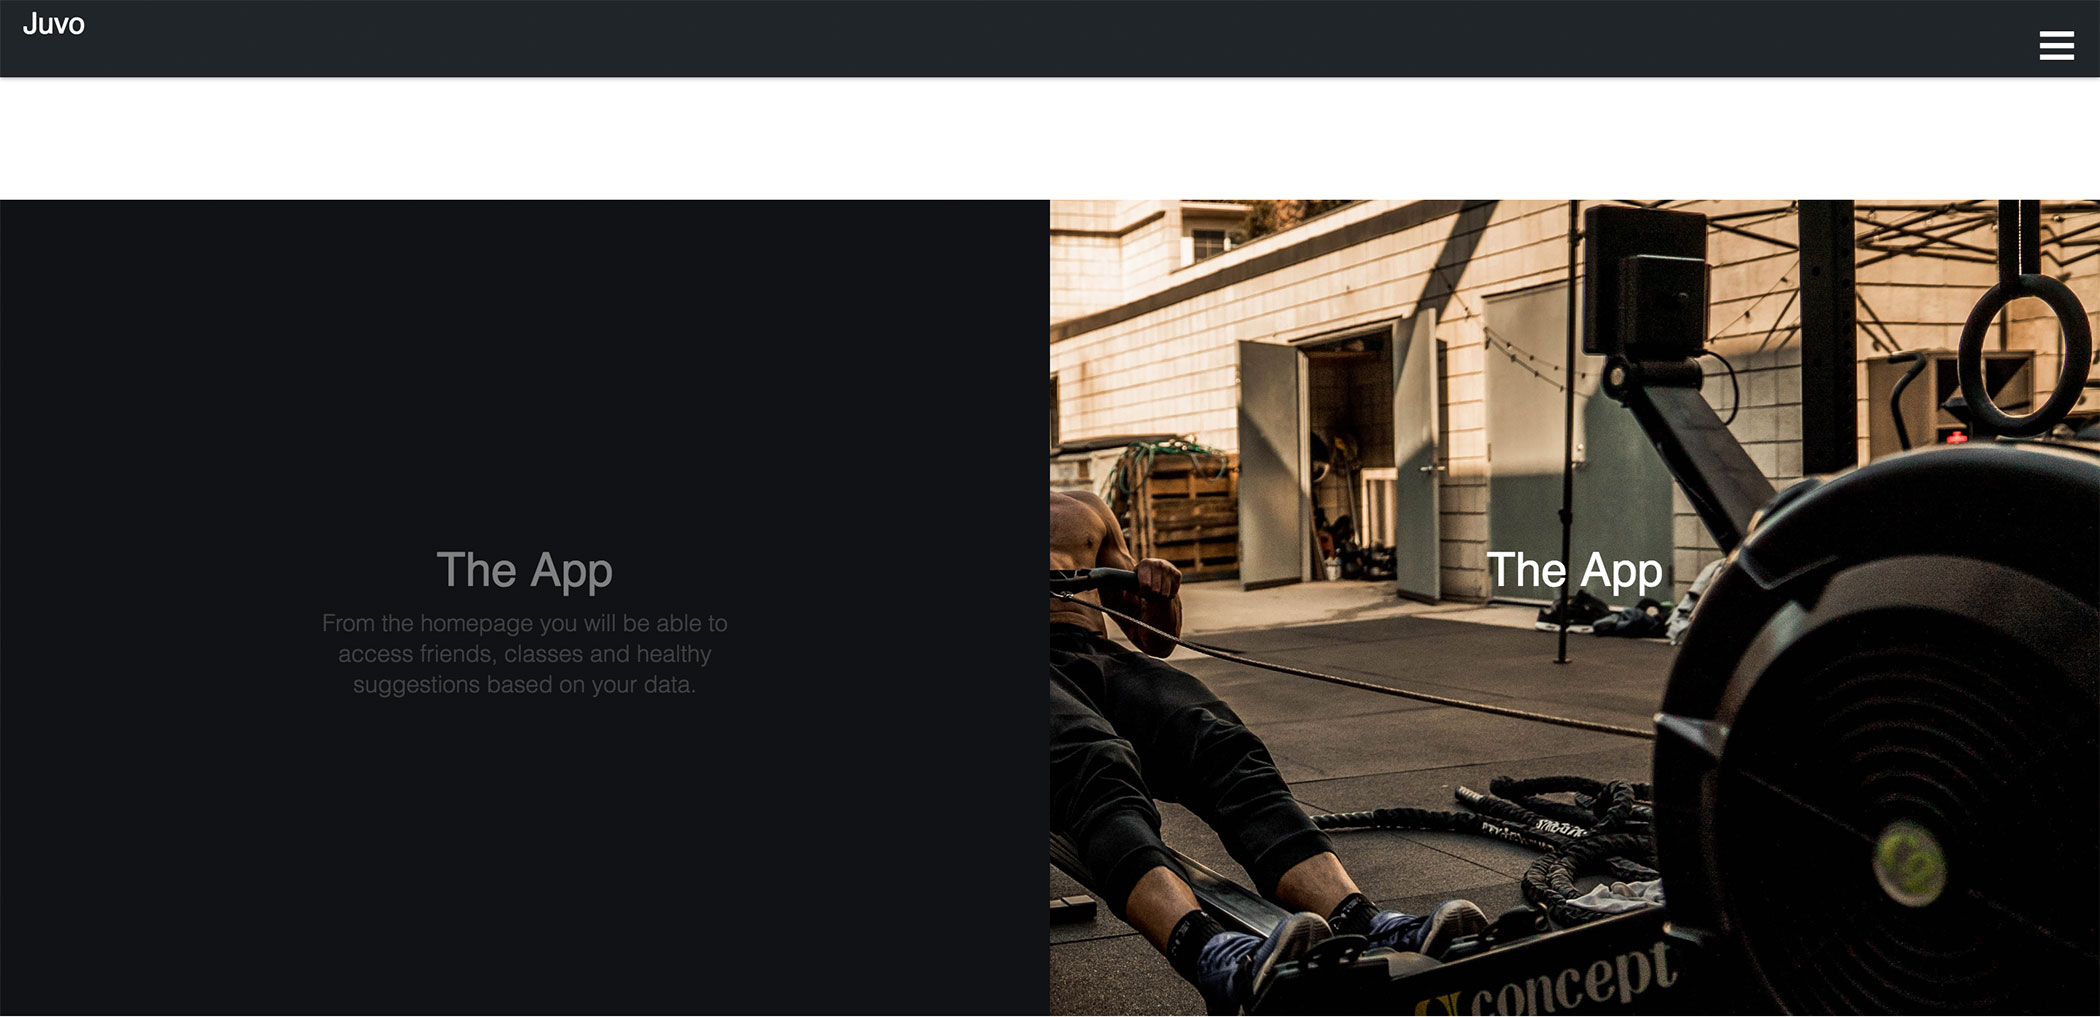 Juvo
The App
From the homepage you will be able to
access friends, classes and healthy
suggestions based on your data.
The App
concept